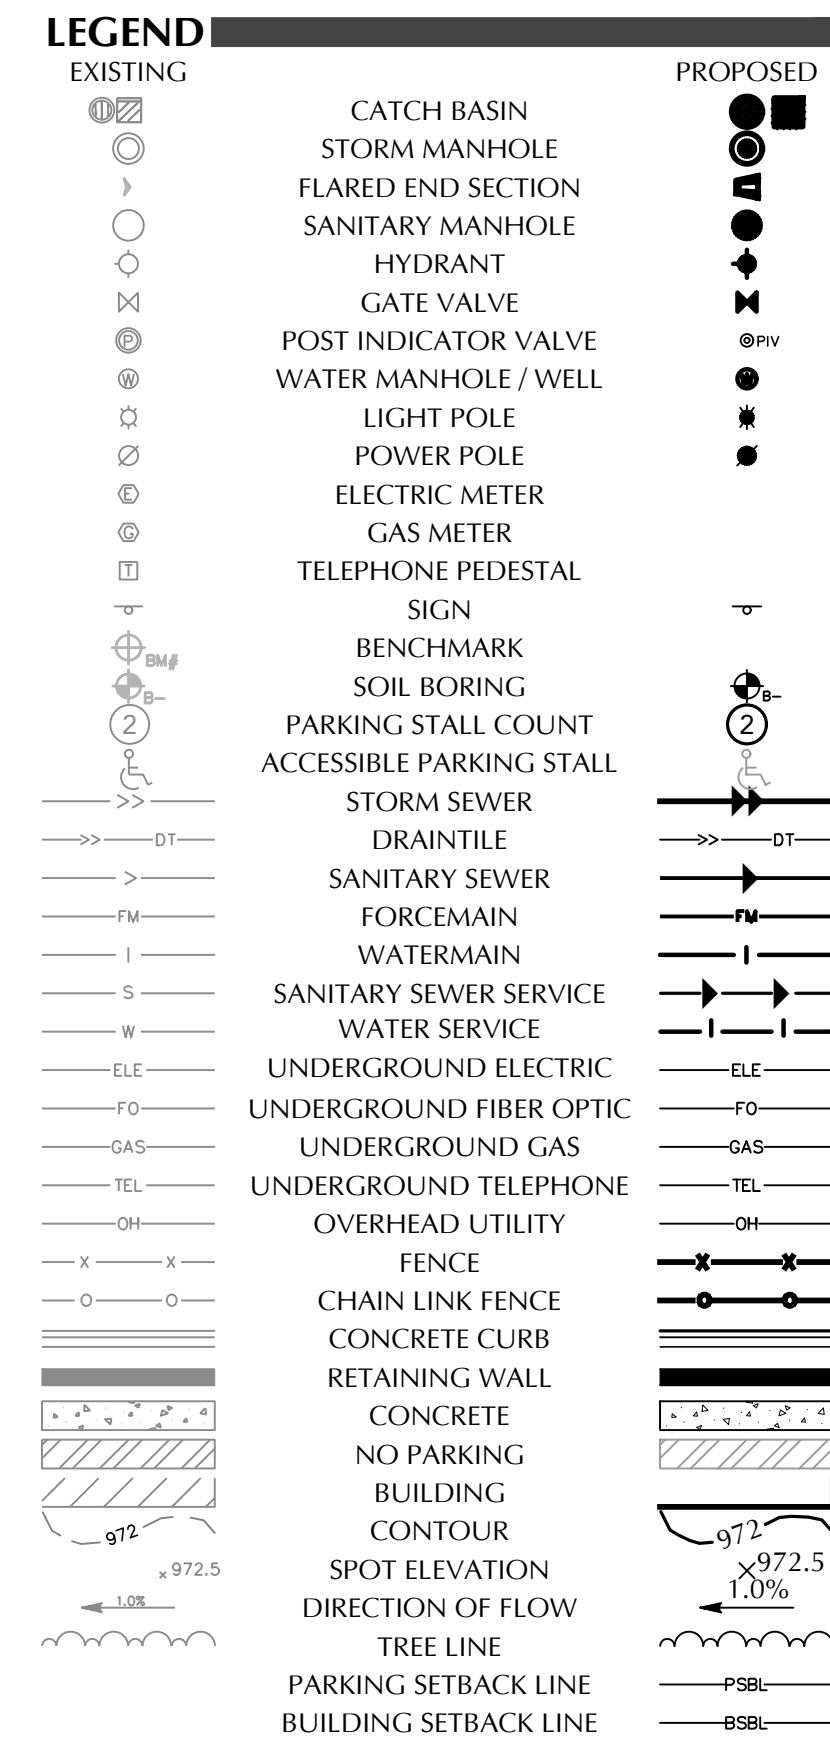 LEGEND
EXISTING PROPOSED
CATCH BASIN
STORM MANHOLE
FLARED END SECTION
SANITARY MANHOLE
HYDRANT
GATE VALVE
P POST INDICATOR VALVE PIV
W WATER MANHOLE / WELL W
LIGHT POLE
POWER POLE
E ELECTRIC METER
G GAS METER
T TELEPHONE PEDESTAL
SIGN
BM# BENCHMARK
B- SOIL BORING B-
2 PARKING STALL COUNT 2
ACCESSIBLE PARKING STALL
>> STORM SEWER
>> DT DRAINTILE >> DT
> SANITARY SEWER
FM FORCEMAIN FM
I WATERMAIN I
S SANITARY SEWER SERVICE
W WATER SERVICE I I
ELE UNDERGROUND ELECTRIC ELE
FO UNDERGROUND FIBER OPTIC FO
GAS UNDERGROUND GAS GAS
TEL UNDERGROUND TELEPHONE TEL
OH OVERHEAD UTILITY OH
X X FENCE X X
O O CHAIN LINK FENCE O O
CONCRETE CURB
RETAINING WALL
CONCRETE
NO PARKING
BUILDING
972 CONTOUR 972
x 972.5 SPOT ELEVATION x972.5
1.0% DIRECTION OF FLOW 1.0%
TREE LINE
PARKING SETBACK LINE PSBL
BUILDING SETBACK LINE BSBL